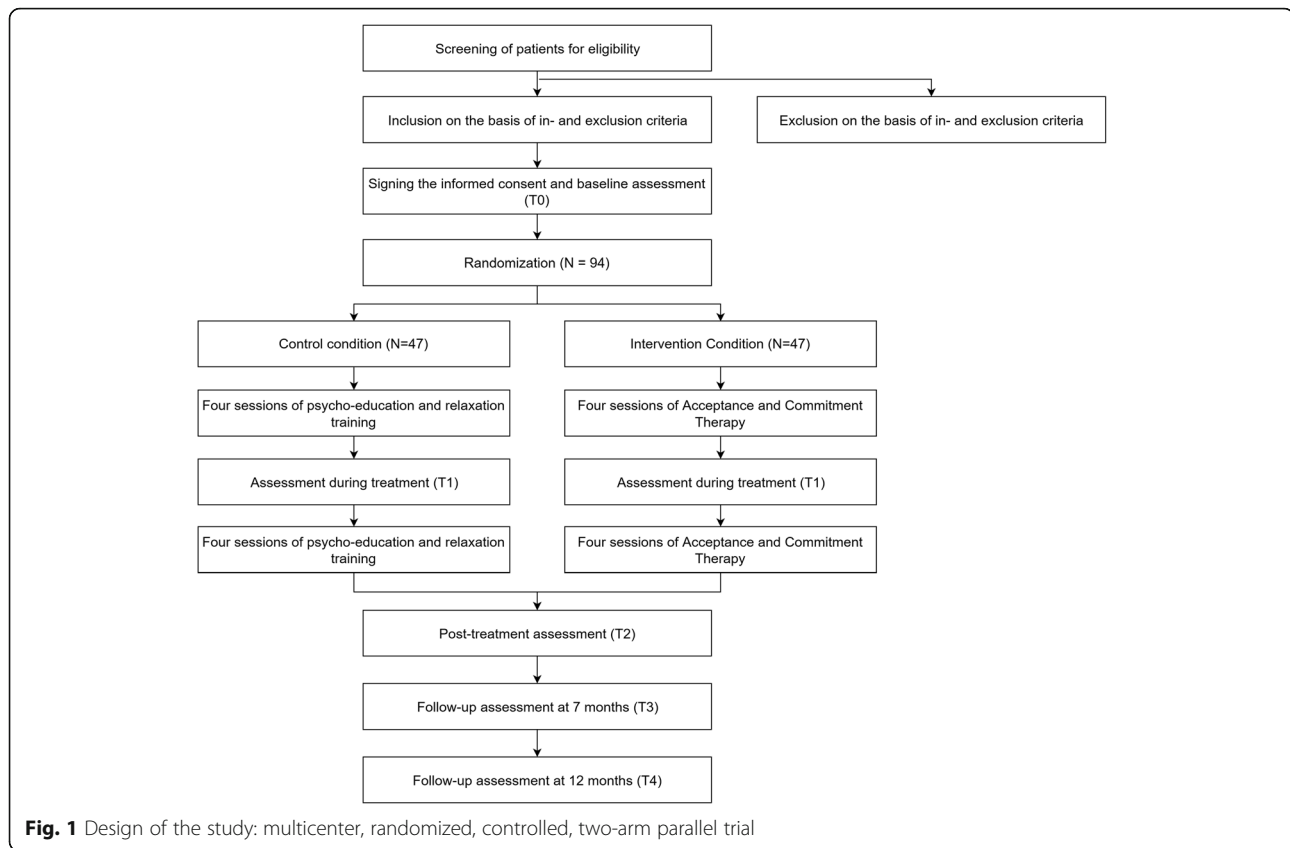 Screening of patients for eligibility
Inclusion on the basis of in- and exclusion criteria
Exclusion on the basis of in- and exclusion criteria
Signing the informed consent and baseline assessment
(T0)
Randomization (N = 94)
Control condition (N=47)
Intervention Condition (N=47)
Four sessions of psycho-education and relaxation
training
Four sessions of Acceptance and Commitment
Therapy
Assessment during treatment (T1)
Assessment during treatment (T1)
Four sessions of psycho-education and relaxation
training
Four sessions of Acceptance and Commitment
Therapy
Post-treatment assessment (T2)
Follow-up assessment at 7 months (T3)
Follow-up assessment at 12 months (T4)
Fig. 1 Design of the study: multicenter, randomized, controlled, two-arm parallel trial